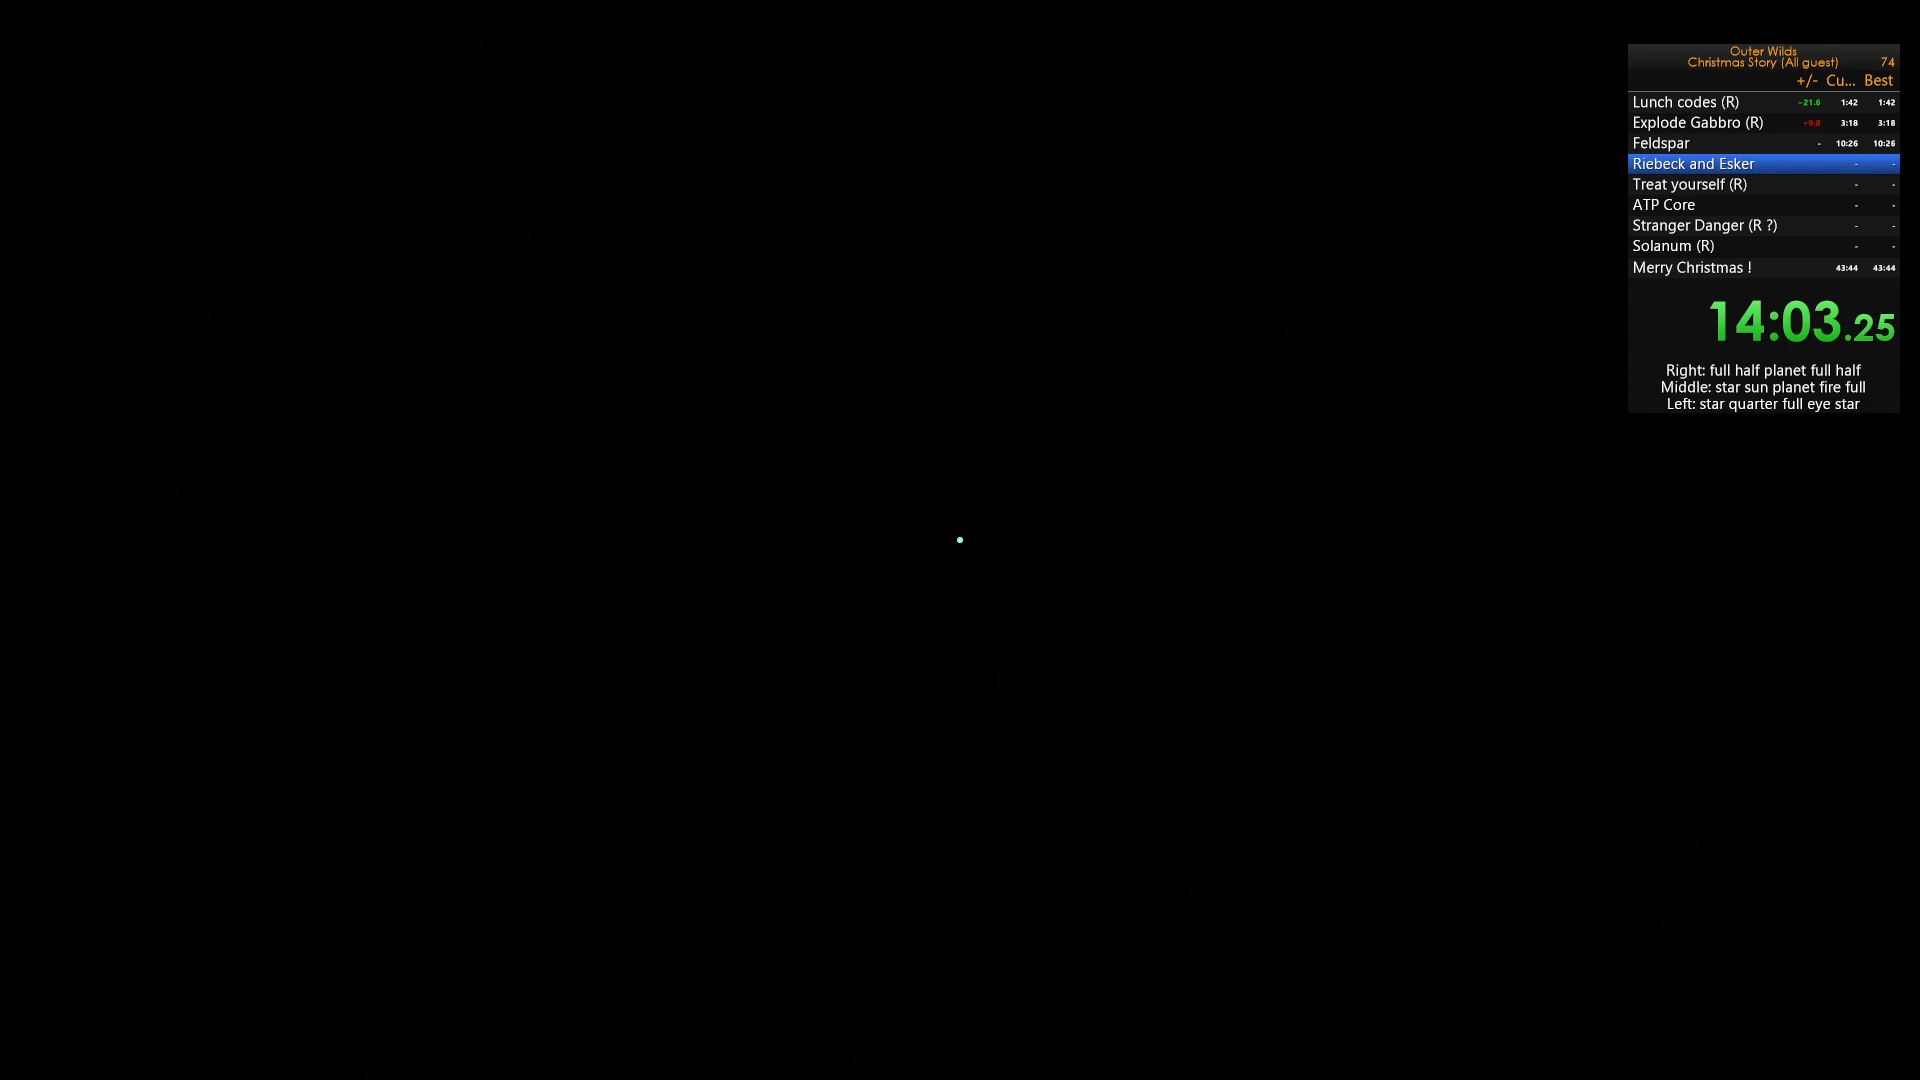 Outer Wilds
Christmas Story (All guest) 74
+/- Cu... Best
Lunch codes (R) -21.6 1:42 1:42
Explode Gabbro (R) +9.0 3:18 3:18
Feldspar - 10:26 10:26
Riebeck and Esker - -
Treat yourself (R) - -
ATP Core - -
Stranger Danger (R ?) - -
Solanum (R) - -
Merry Christmas ! 43:44 43:44
14:03.25
Right: full half planet full half
Middle: star sun planet fire full
Left: star quarter full eye star